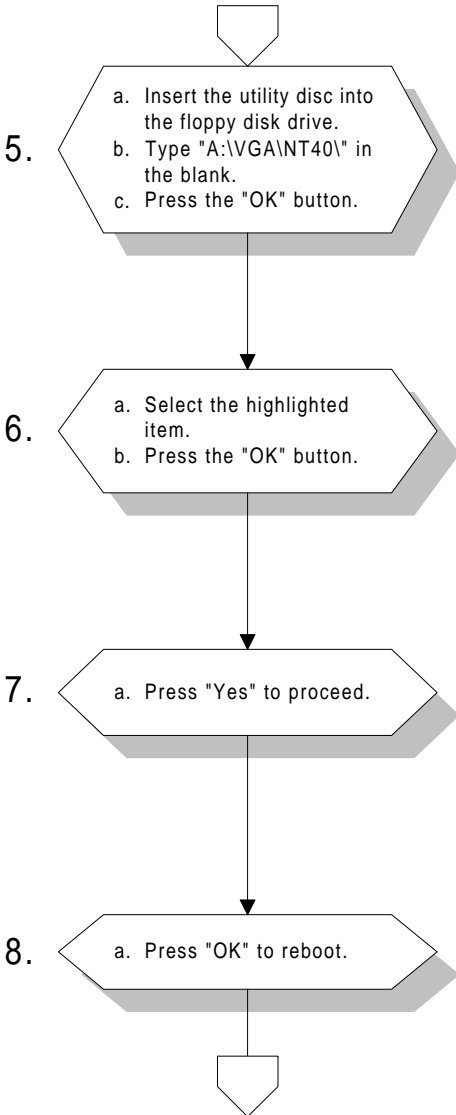 5.
a. Insert the utility disc into
the floppy disk drive.
b. Type "A:\VGA\NT40\" in
the blank.
c. Press the "OK" button.
6.
a. Select the highlighted
item.
b. Press the "OK" button.
7.
a. Press "Yes" to proceed.
8.
a. Press "OK" to reboot.